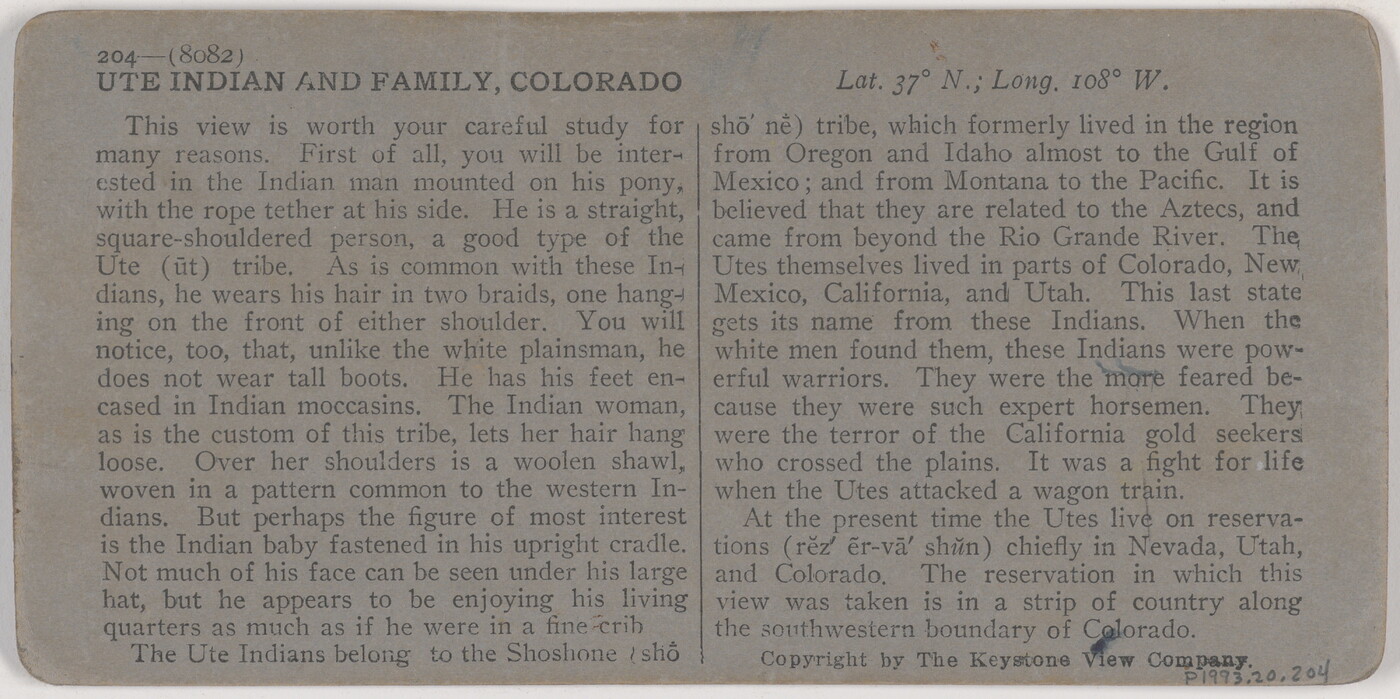 204—(8082)
UTE INDIAN AND FAMILY, COLORADO
Lat. 37° N.; Long. 108° W.
This view is worth your careful study for
many reasons. First of all, you will be inter-
ested in the Indian man mounted on his pony,
with the rope tether at his side. He is a straight,
square-shouldered person, a good type of the
Ute (ūt) tribe. As is common with these In-
dians, he wears his hair in two braids, one hang-
ing on the front of either shoulder. You will
notice, too, that, unlike the white plainsman, he
does not wear tall boots. He has his feet en-
cased in Indian moccasins. The Indian woman,
as is the custom of this tribe, lets her hair hang
loose. Over her shoulders is a woolen shawl,
woven in a pattern common to the western In-
dians. But perhaps the figure of most interest
is the Indian baby fastened in his upright cradle.
Not much of his face can be seen under his large
hat, but he appears to be enjoying his living
quarters as much as if he were in a fine crib
The Ute Indians belong to the Shoshone (shō
shō′ nē̇) tribe, which formerly lived in the region
from Oregon and Idaho almost to the Gulf of
Mexico; and from Montana to the Pacific. It is
believed that they are related to the Aztecs, and
came from beyond the Rio Grande River. The
Utes themselves lived in parts of Colorado, New
Mexico, California, and Utah. This last state
gets its name from these Indians. When the
white men found them, these Indians were pow-
erful warriors. They were the more feared be-
cause they were such expert horsemen. They
were the terror of the California gold seekers
who crossed the plains. It was a fight for life
when the Utes attacked a wagon train.
At the present time the Utes live on reserva-
tions (rĕz′ ẽr-vā′ shŭn) chiefly in Nevada, Utah,
and Colorado. The reservation in which this
view was taken is in a strip of country along
the southwestern boundary of Colorado.
Copyright by The Keystone View Company.
P1993.20.204